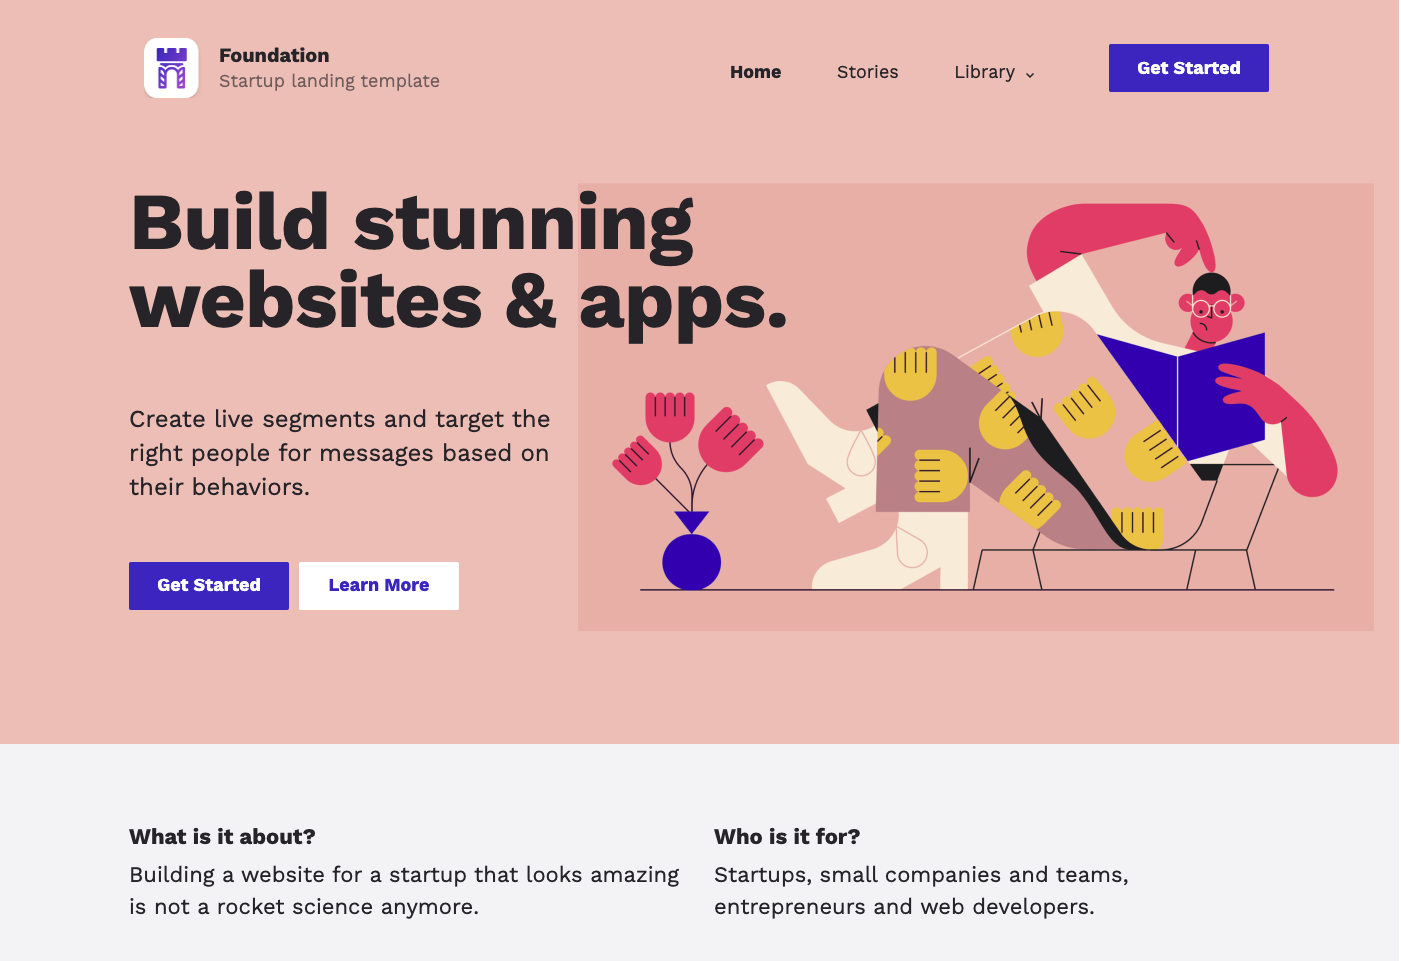 Foundation
Startup landing template
Home
Stories
Library
Get Started
Build stunning
websites & apps.
Create live segments and target the
right people for messages based on
their behaviors.
Get Started
Learn More
What is it about?
Building a website for a startup that looks amazing
is not a rocket science anymore.
Who is it for?
Startups, small companies and teams,
entrepreneurs and web developers.